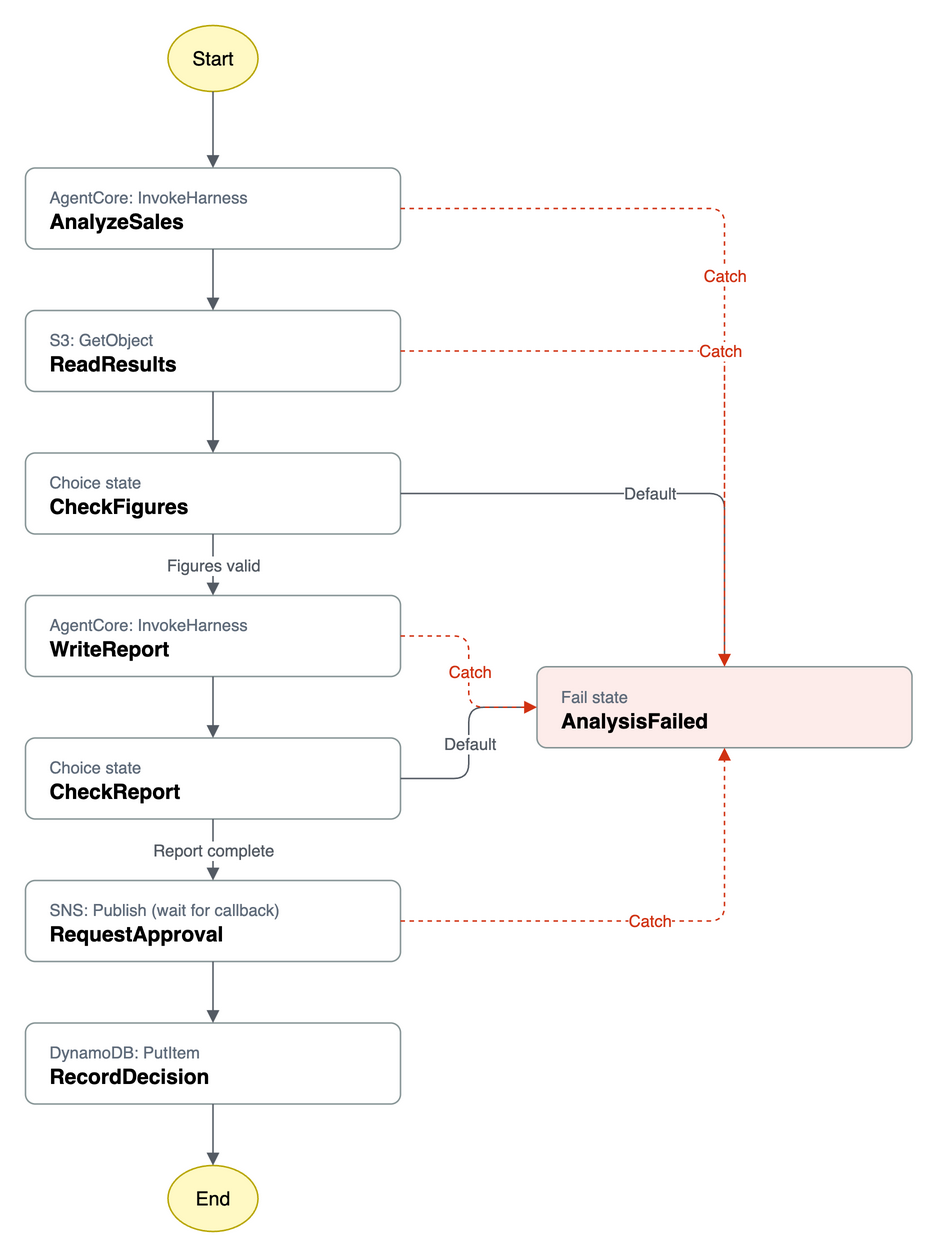 Start
AgentCore: InvokeHarness
AnalyzeSales
Catch
S3: GetObject
ReadResults
Catch
Choice state
CheckFigures
Default
Figures valid
AgentCore: InvokeHarness
WriteReport
Catch
Fail state
AnalysisFailed
Default
Choice state
CheckReport
Report complete
SNS: Publish (wait for callback)
RequestApproval
Catch
DynamoDB: PutItem
RecordDecision
End